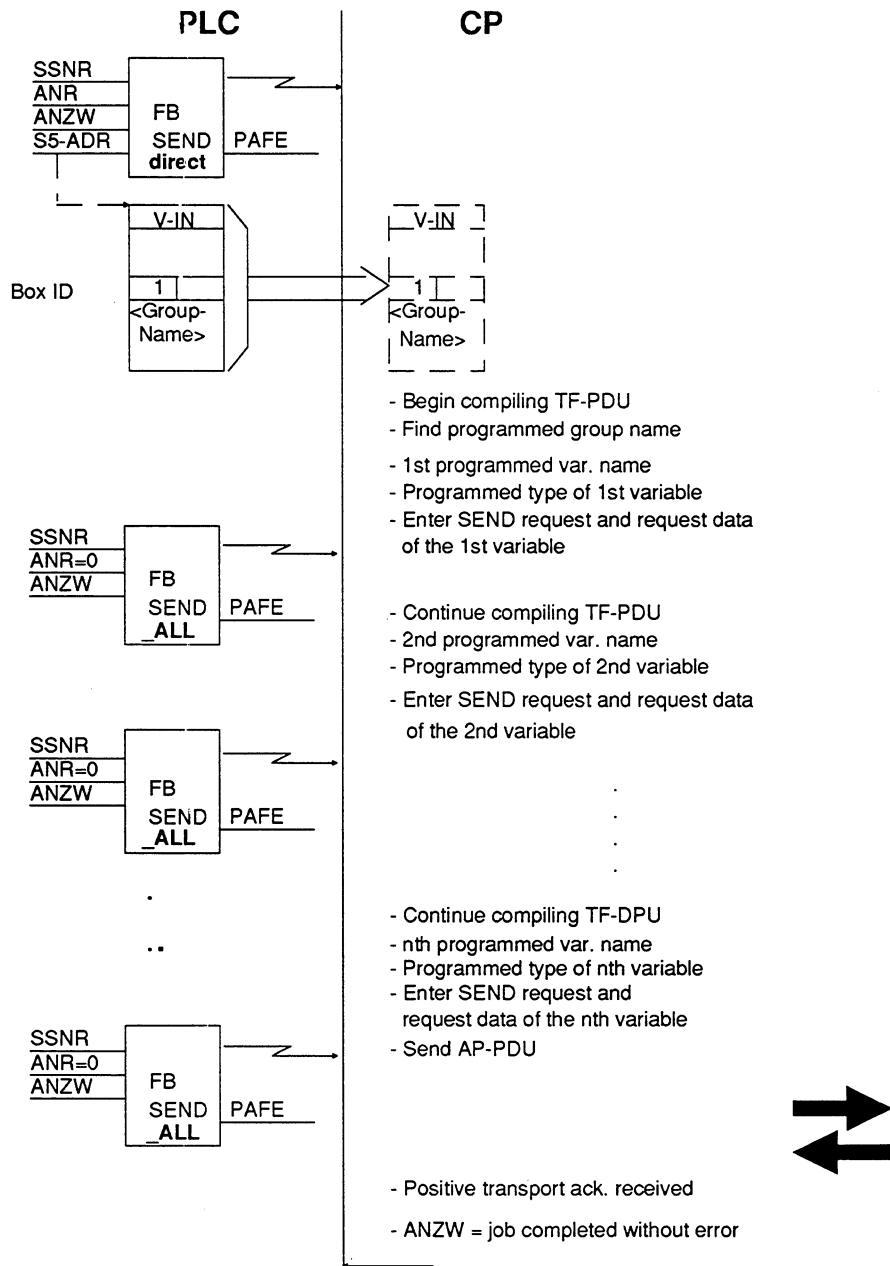 PLC CP
SSNR
ANR
ANZW
S5-ADR
FB
SEND
direct
PAFE
V-IN
V-IN
Box ID
1
<Group-
Name>
1
<Group-
Name>
- Begin compiling TF-PDU
- Find programmed group name
- 1st programmed var. name
- Programmed type of 1st variable
- Enter SEND request and request data
of the 1st variable
SSNR
ANR=0
ANZW
FB
SEND
_ALL
PAFE
- Continue compiling TF-PDU
- 2nd programmed var. name
- Programmed type of 2nd variable
- Enter SEND request and request data
of the 2nd variable
SSNR
ANR=0
ANZW
FB
SEND
_ALL
PAFE
- Continue compiling TF-DPU
- nth programmed var. name
- Programmed type of nth variable
- Enter SEND request and
request data of the nth variable
- Send AP-PDU
SSNR
ANR=0
ANZW
FB
SEND
_ALL
PAFE
- Positive transport ack. received
- ANZW = job completed without error